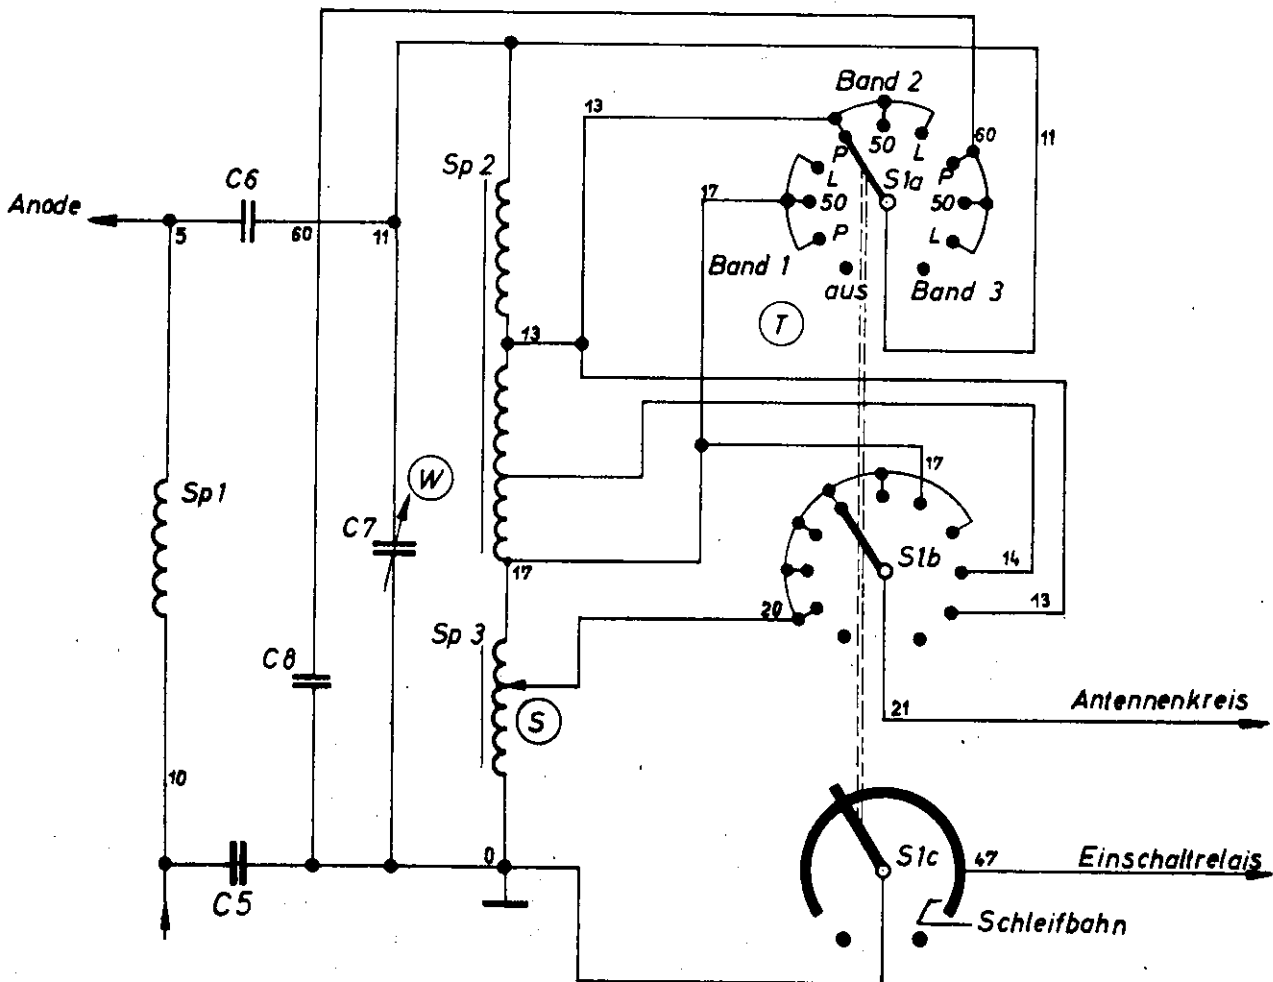 Band 2
13
60
11
50
P
L
P
Sp 2
S1a
L
C6
17
50
50
Anode
5
60
11
P
L
Band 1
aus
Band 3
T
13
W
17
Sp1
C7
S1b
14
17
13
20
Sp 3
C8
S
21
Antennenkreis
10
0
S1c
47
Einschaltrelais
C5
Schleifbahn